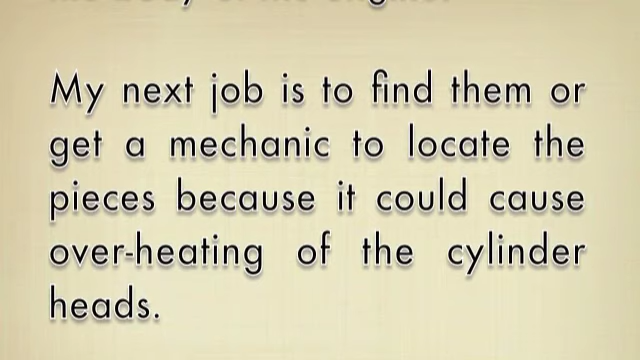 My next job is to find them or
get a mechanic to locate the
pieces because it could cause
over-heating of the cylinder
heads.